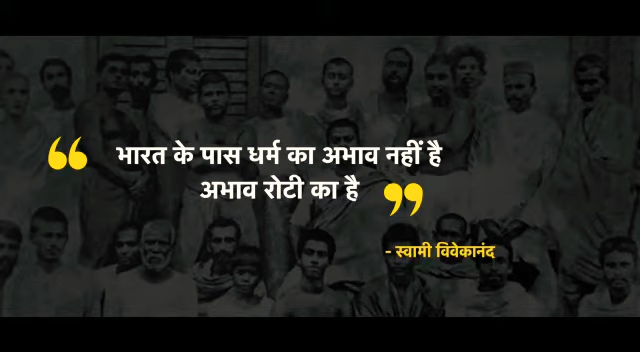 “ भारत के पास धर्म का अभाव नहीं है
अभाव रोटी का है ”
- स्वामी विवेकानंद